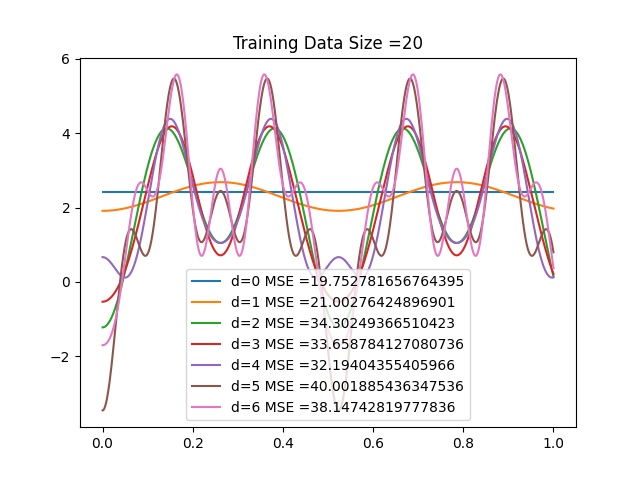 Training Data Size =20
6
4
2
0
−2
d=0 MSE =19.752781656764395
d=1 MSE =21.00276424896901
d=2 MSE =34.30249366510423
d=3 MSE =33.658784127080736
d=4 MSE =32.19404355405966
d=5 MSE =40.001885436347536
d=6 MSE =38.14742819777836
0.0 0.2 0.4 0.6 0.8 1.0